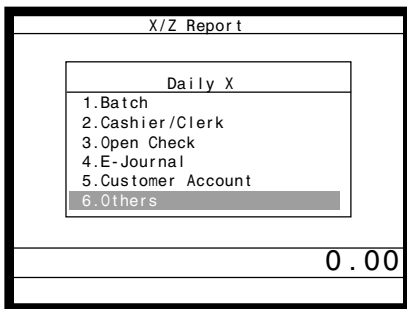 X/Z Report
Daily X
1.Batch
2.Cashier/Clerk
3.Open Check
4.E-Journal
5.Customer Account
6.Others
0.00